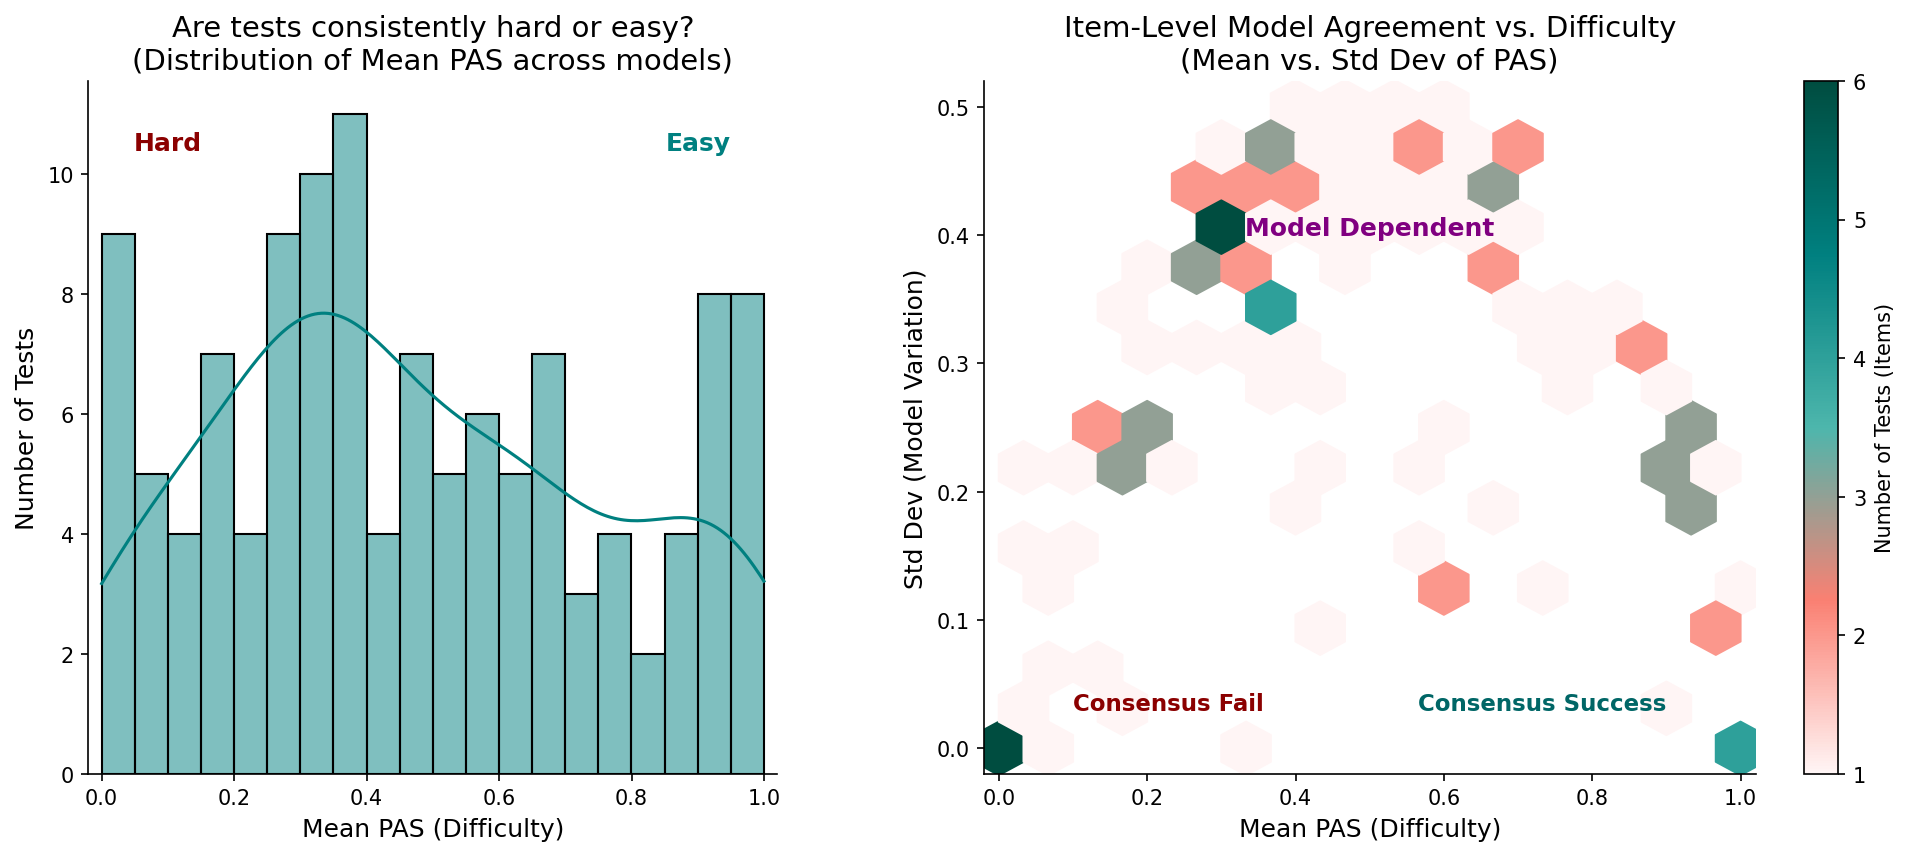 Are tests consistently hard or easy?
(Distribution of Mean PAS across models)
Hard
Easy
Number of Tests
10
8
6
4
2
0
0.0 0.2 0.4 0.6 0.8 1.0
Mean PAS (Difficulty)
Item-Level Model Agreement vs. Difficulty
(Mean vs. Std Dev of PAS)
Model Dependent
Consensus Fail
Consensus Success
Std Dev (Model Variation)
0.5
0.4
0.3
0.2
0.1
0.0
0.0 0.2 0.4 0.6 0.8 1.0
Mean PAS (Difficulty)
6
5
4
3
2
1
Number of Tests (Items)